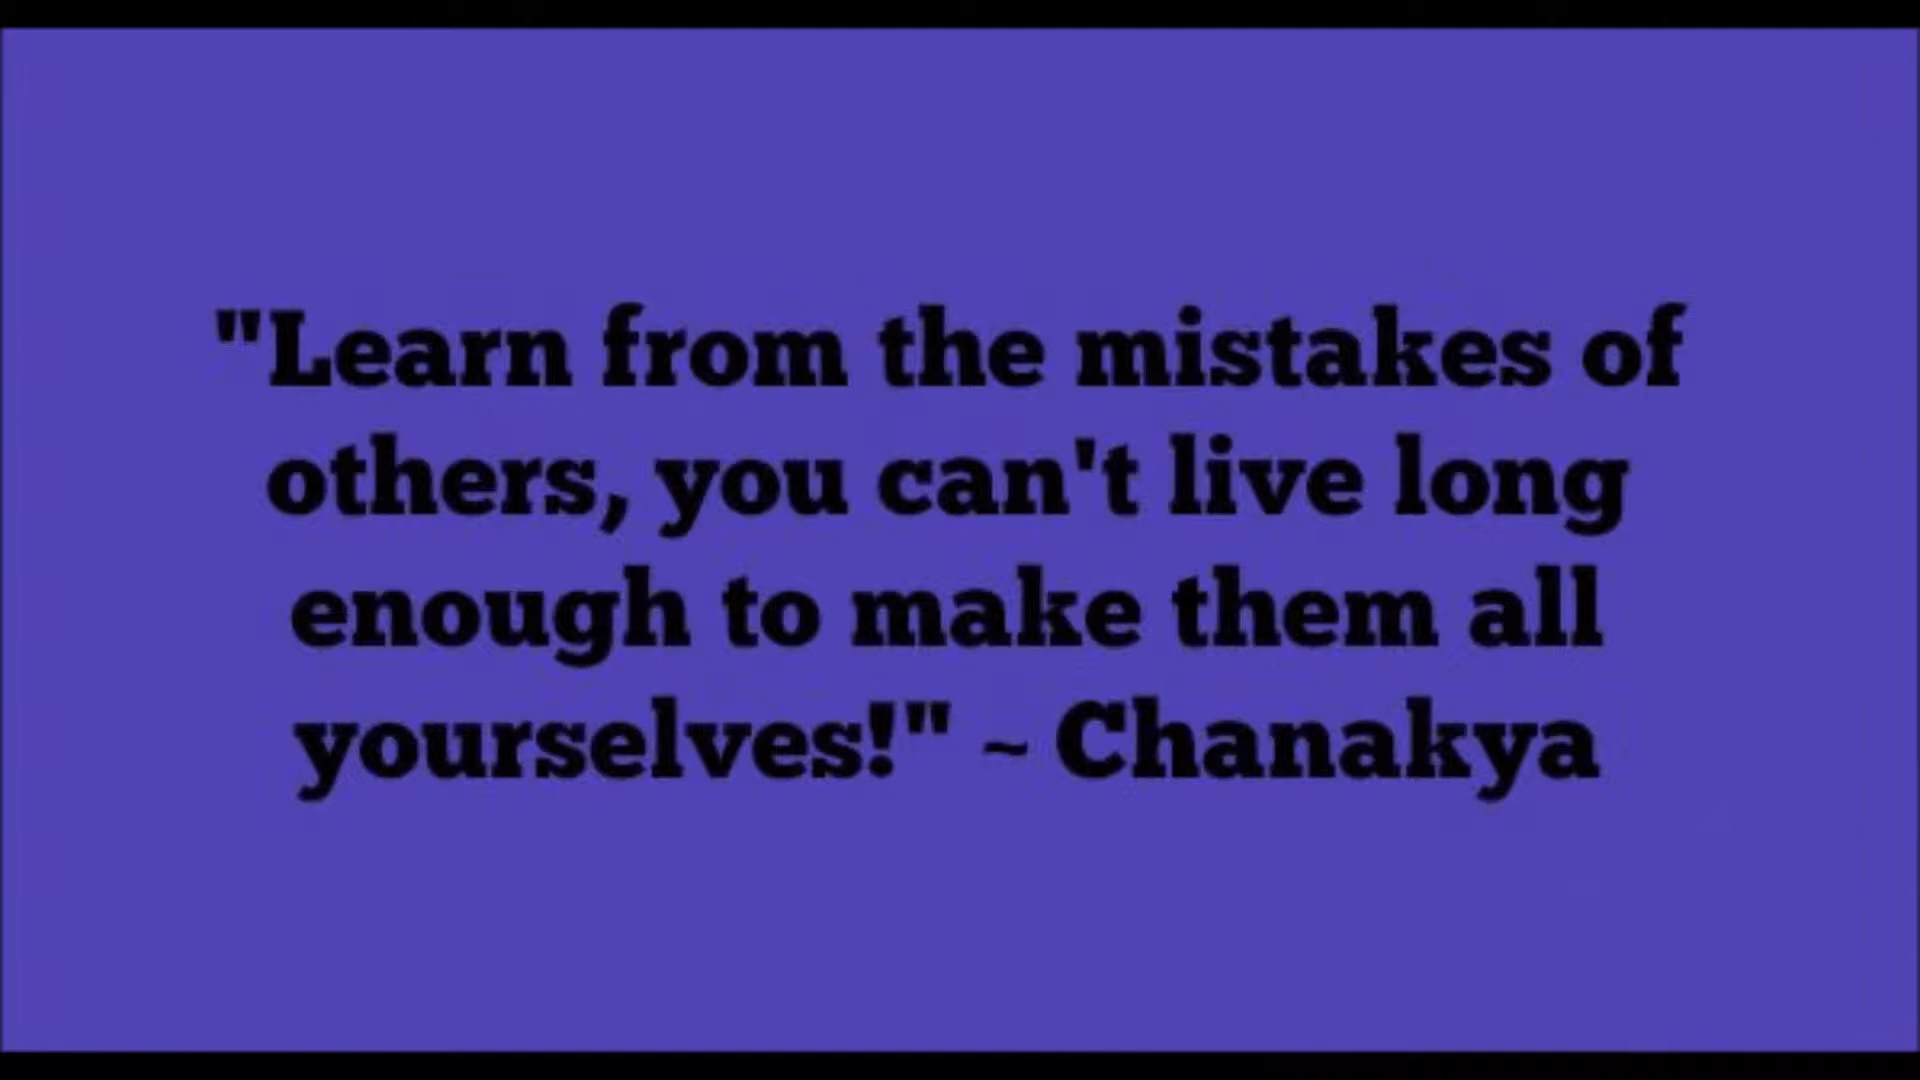 "Learn from the mistakes of
others, you can't live long
enough to make them all
yourselves!" ~ Chanakya